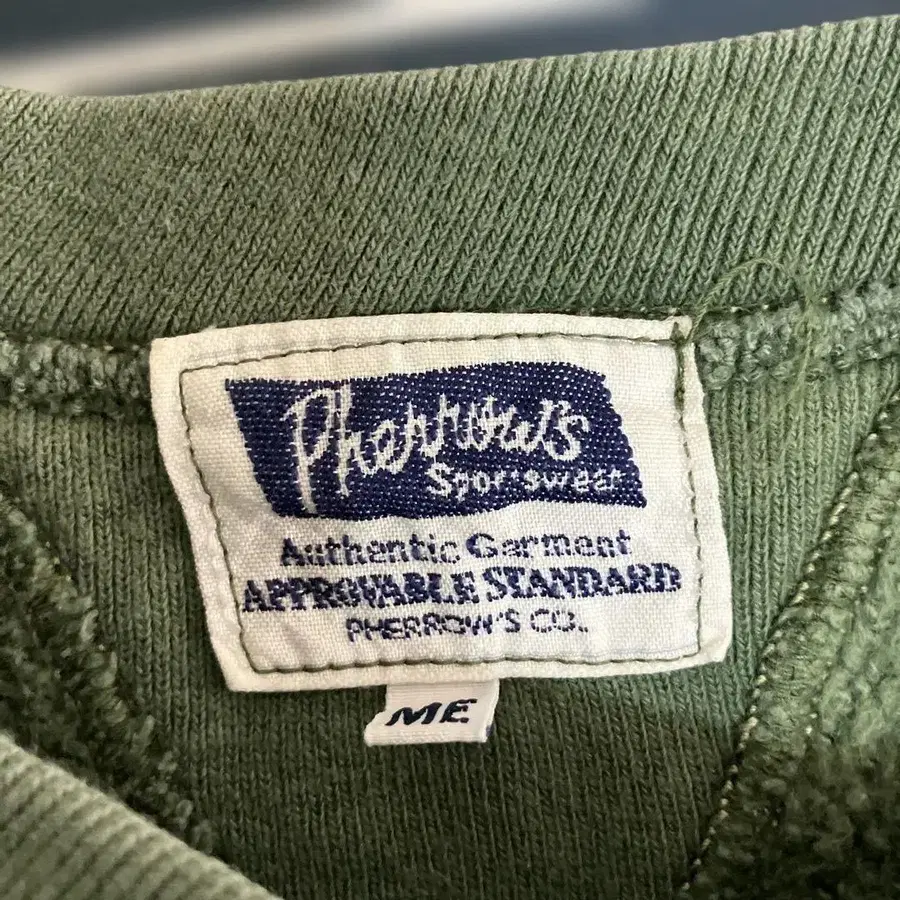 Pherrow's
Sportswear
Authentic Garment
APPROVABLE STANDARD
PHERROW'S CO.,
ME